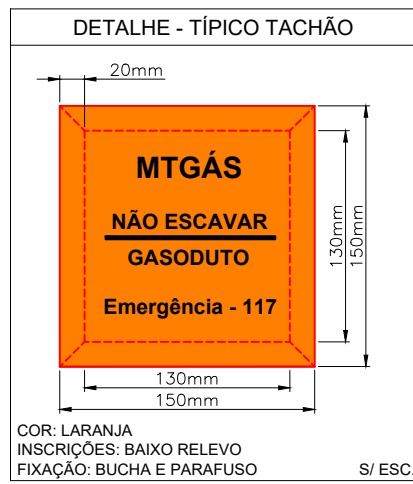 DETALHE - TÍPICO TACHÃO
20mm
MTGÁS
NÃO ESCAVAR
GASODUTO
Emergência - 117
130mm
150mm
130mm
150mm
COR: LARANJA
INSCRIÇÕES: BAIXO RELEVO
FIXAÇÃO: BUCHA E PARAFUSO
S/ ESC.